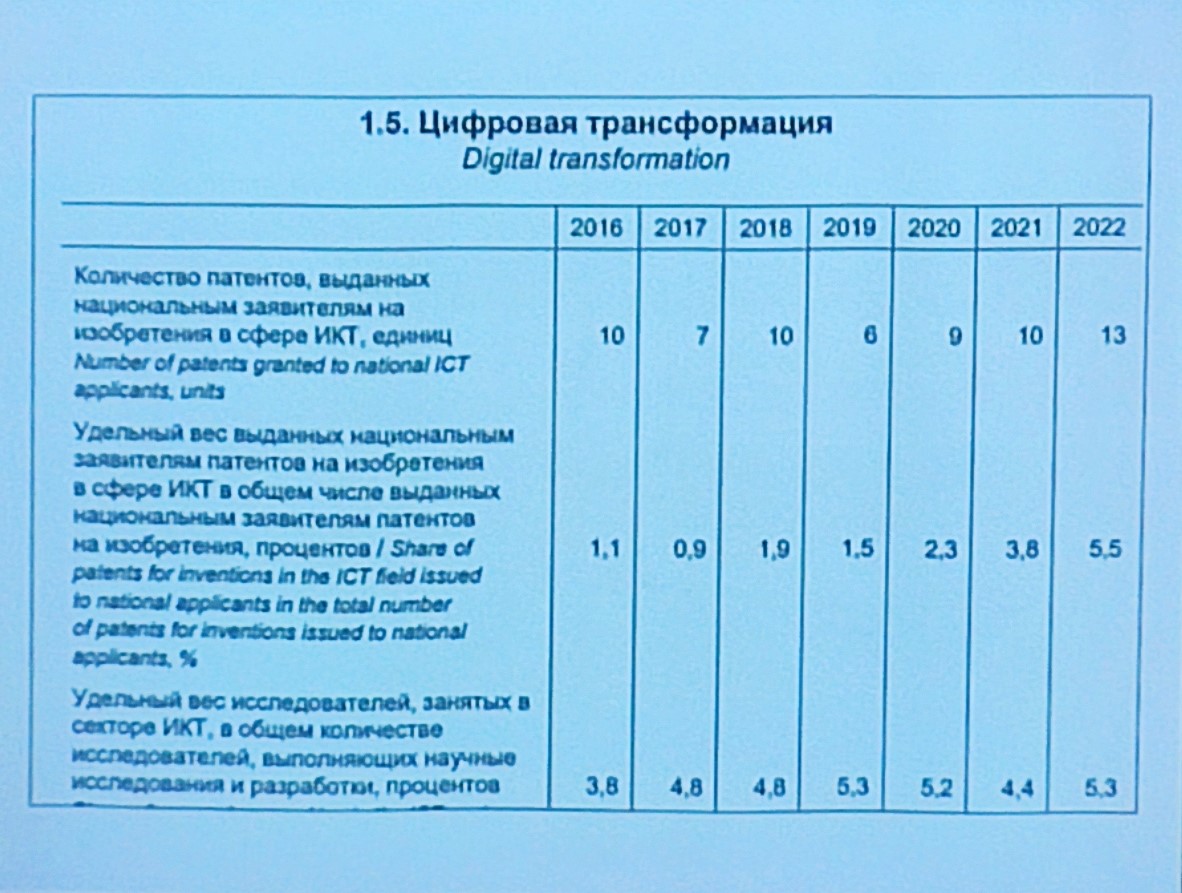 1.5. Цифровая трансформация
Digital transformation
2016 2017 2018 2019 2020 2021 2022
Количество патентов, выданных
национальным заявителям на
изобретения в сфере ИКТ, единиц 10 7 10 6 9 10 13
Number of patents granted to national ICT
applicants, units
Удельный вес выданных национальным
заявителям патентов на изобретения
в сфере ИКТ в общем числе выданных
национальным заявителям патентов
на изобретения, процентов / Share of 1,1 0,9 1,9 1,5 2,3 3,8 5,5
patents for inventions in the ICT field issued
to national applicants in the total number
of patents for inventions issued to national
applicants, %
Удельный вес исследователей, занятых в
секторе ИКТ, в общем количестве
исследователей, выполняющих научные
исследования и разработки, процентов 3,8 4,8 4,8 5,3 5,2 4,4 5,3